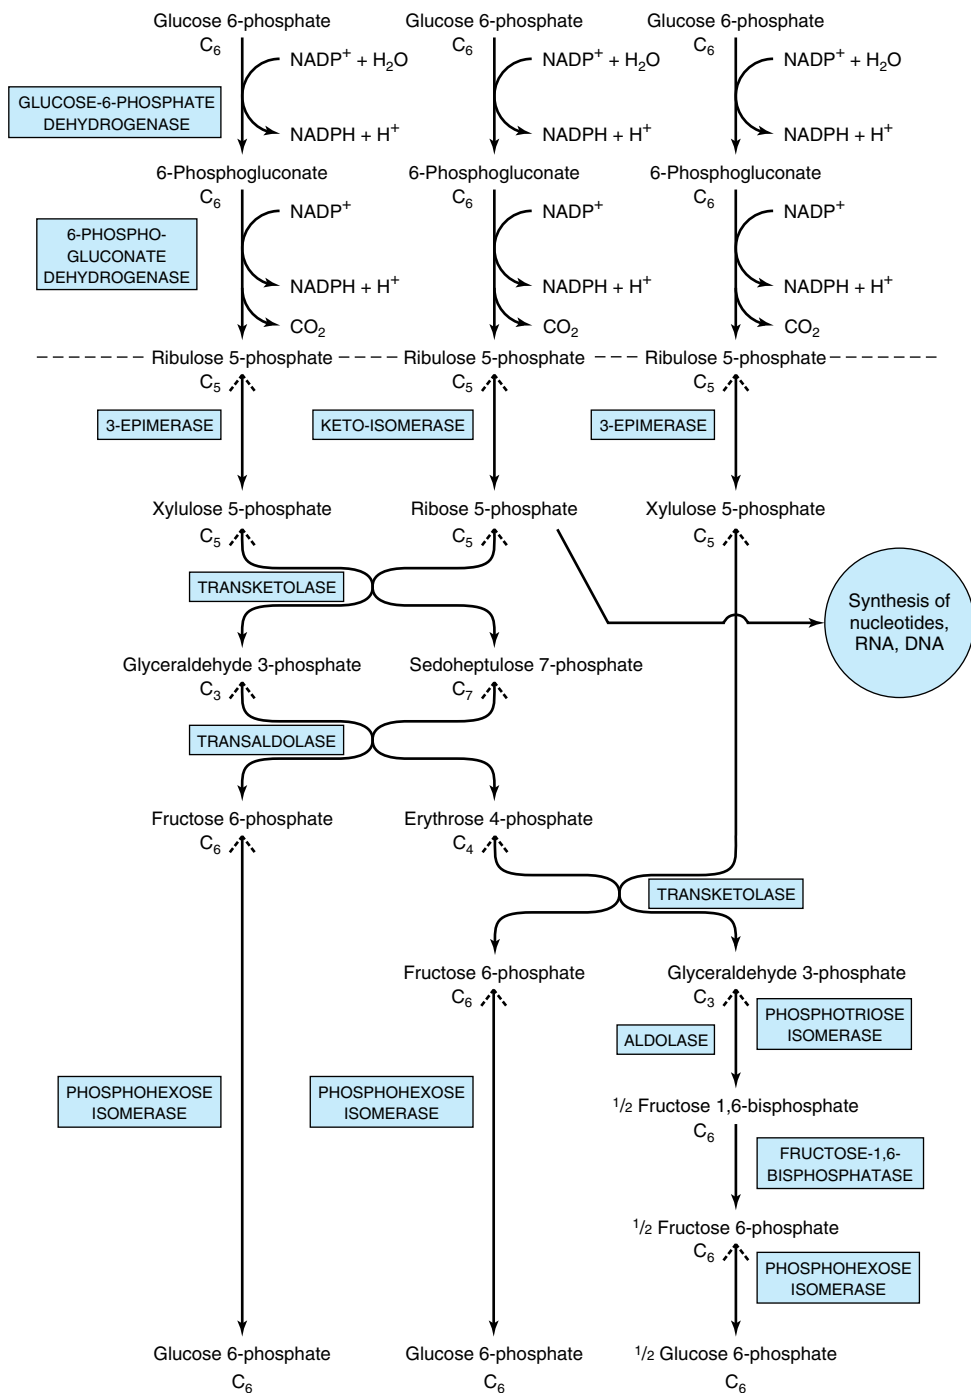 Glucose 6-phosphate Glucose 6-phosphate Glucose 6-phosphate
C₆ C₆ C₆
NADP⁺ + H₂O NADP⁺ + H₂O NADP⁺ + H₂O
GLUCOSE-6-PHOSPHATE
DEHYDROGENASE
NADPH + H⁺ NADPH + H⁺ NADPH + H⁺
6-Phosphogluconate 6-Phosphogluconate 6-Phosphogluconate
C₆ C₆ C₆
NADP⁺ NADP⁺ NADP⁺
6-PHOSPHO-
GLUCONATE
DEHYDROGENASE
NADPH + H⁺ NADPH + H⁺ NADPH + H⁺
CO₂ CO₂ CO₂
Ribulose 5-phosphate Ribulose 5-phosphate Ribulose 5-phosphate
C₅ C₅ C₅
3-EPIMERASE KETO-ISOMERASE 3-EPIMERASE
Xylulose 5-phosphate Ribose 5-phosphate Xylulose 5-phosphate
C₅ C₅ C₅
TRANSKETOLASE
Synthesis of
nucleotides,
RNA, DNA
Glyceraldehyde 3-phosphate Sedoheptulose 7-phosphate
C₃ C₇
TRANSALDOLASE
Fructose 6-phosphate Erythrose 4-phosphate
C₆ C₄
TRANSKETOLASE
Fructose 6-phosphate Glyceraldehyde 3-phosphate
C₆ C₃
PHOSPHOTRIOSE
ISOMERASE
ALDOLASE
PHOSPHOHEXOSE
ISOMERASE
PHOSPHOHEXOSE
ISOMERASE
1/2 Fructose 1,6-bisphosphate
C₆
FRUCTOSE-1,6-
BISPHOSPHATASE
1/2 Fructose 6-phosphate
C₆
PHOSPHOHEXOSE
ISOMERASE
Glucose 6-phosphate Glucose 6-phosphate 1/2 Glucose 6-phosphate
C₆ C₆ C₆